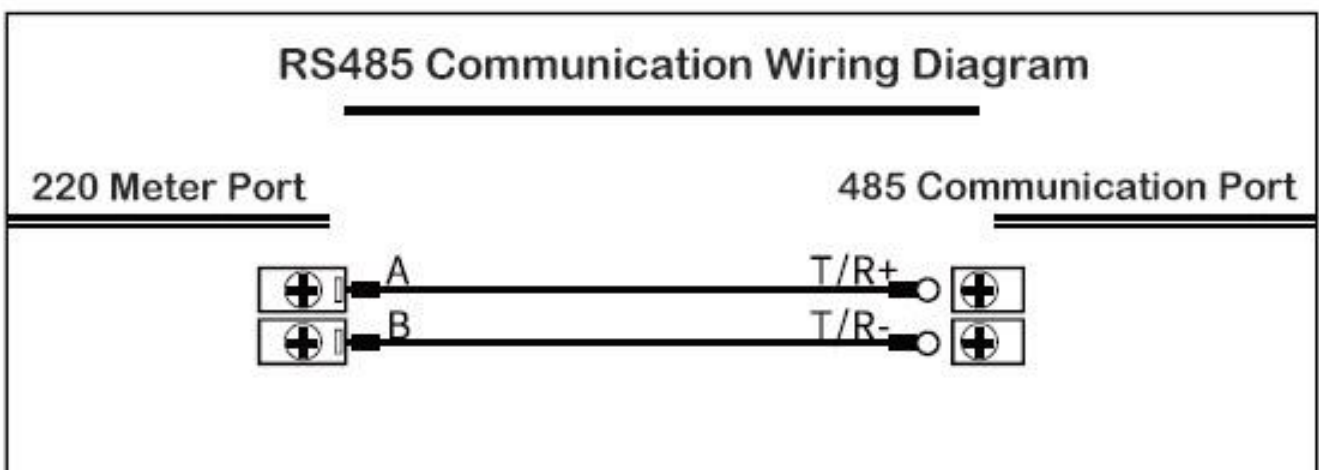 RS485 Communication Wiring Diagram
220 Meter Port
485 Communication Port
A
T/R+
B
T/R-